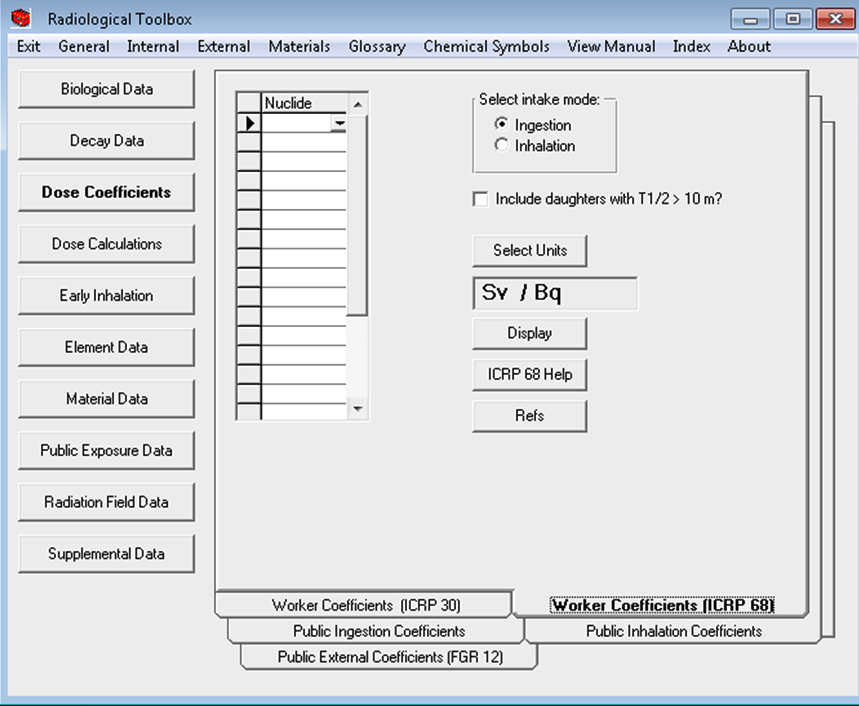 Radiological Toolbox
Exit General Internal External Materials Glossary Chemical Symbols View Manual Index About
Biological Data
Decay Data
Dose Coefficients
Dose Calculations
Early Inhalation
Element Data
Material Data
Public Exposure Data
Radiation Field Data
Supplemental Data
Nuclide
Select intake mode:
Ingestion
Inhalation
Include daughters with T1/2 > 10 m?
Select Units
Sv / Bq
Display
ICRP 68 Help
Refs
Worker Coefficients (ICRP 30)
Worker Coefficients (ICRP 68)
Public Ingestion Coefficients
Public Inhalation Coefficients
Public External Coefficients (FGR 12)